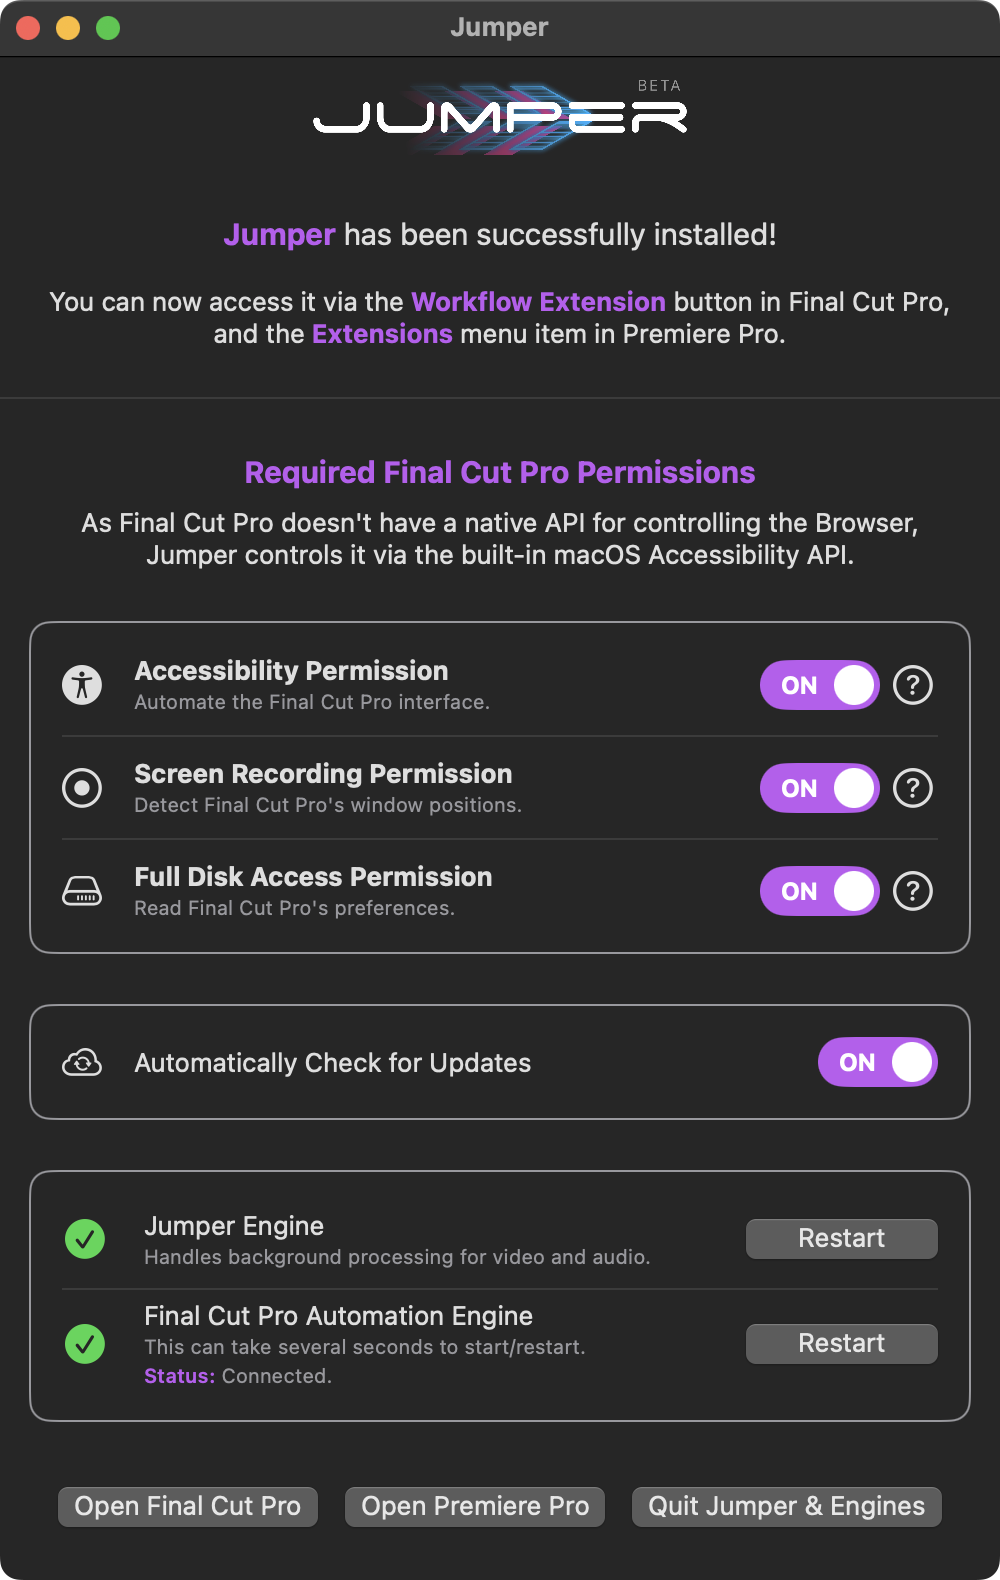 Jumper
BETA
JUMPER
Jumper has been successfully installed!
You can now access it via the Workflow Extension button in Final Cut Pro,
and the Extensions menu item in Premiere Pro.
Required Final Cut Pro Permissions
As Final Cut Pro doesn't have a native API for controlling the Browser,
Jumper controls it via the built-in macOS Accessibility API.
Accessibility Permission
Automate the Final Cut Pro interface.
ON ?
Screen Recording Permission
Detect Final Cut Pro's window positions.
ON ?
Full Disk Access Permission
Read Final Cut Pro's preferences.
ON ?
Automatically Check for Updates
ON
Jumper Engine
Handles background processing for video and audio.
Restart
Final Cut Pro Automation Engine
This can take several seconds to start/restart.
Status: Connected.
Restart
Open Final Cut Pro
Open Premiere Pro
Quit Jumper & Engines